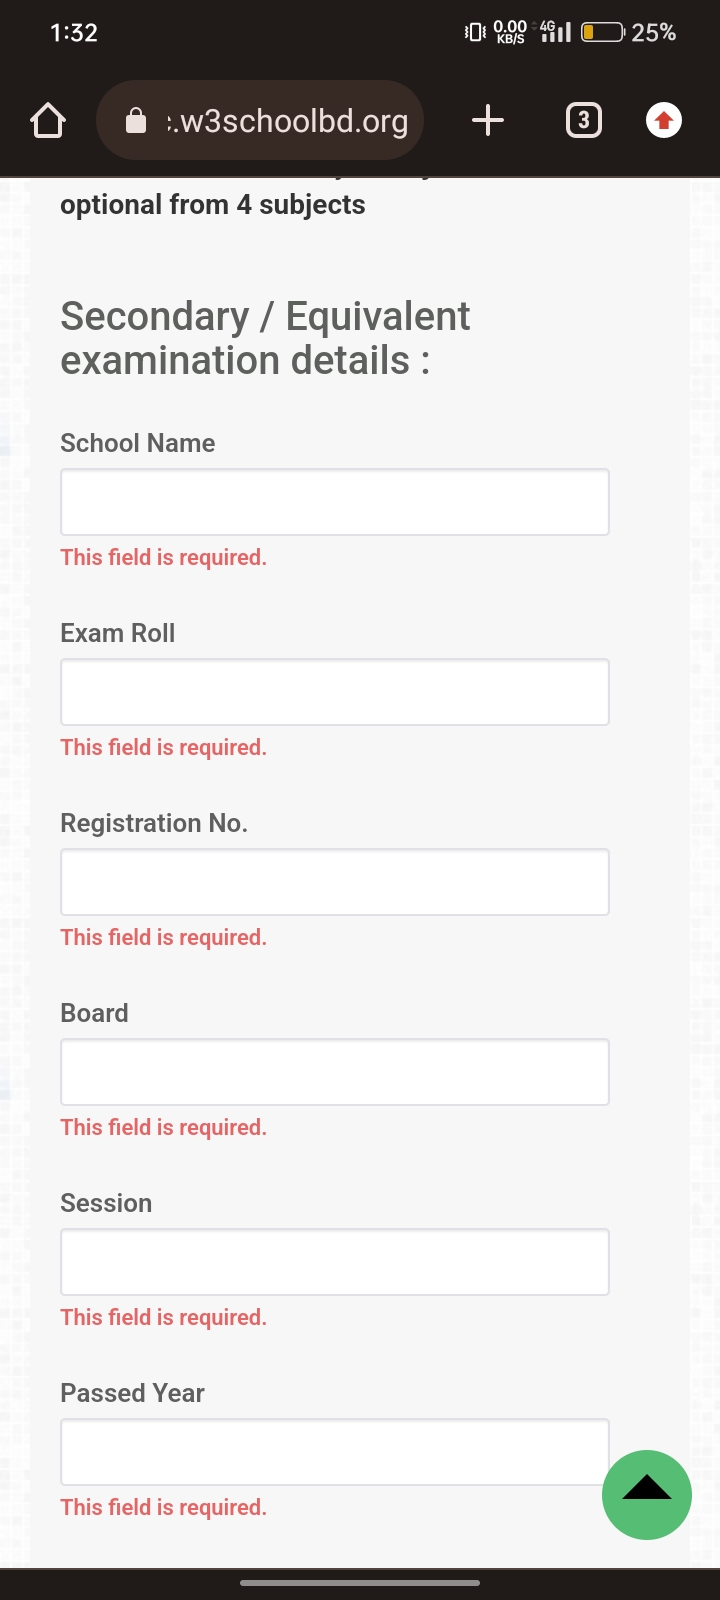 1:32
0.00
KB/S
4G
25%
.w3schoolbd.org
3
optional from 4 subjects
Secondary / Equivalent
examination details :
School Name
This field is required.
Exam Roll
This field is required.
Registration No.
This field is required.
Board
This field is required.
Session
This field is required.
Passed Year
This field is required.